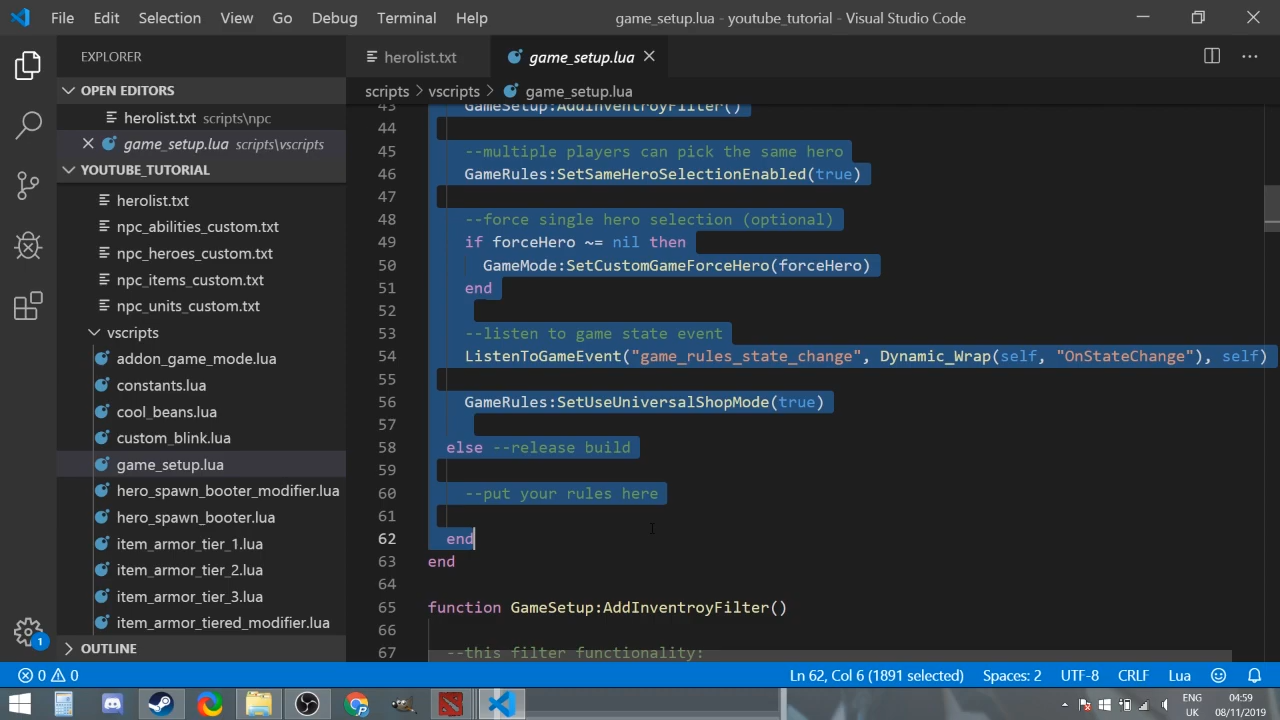 File Edit Selection View Go Debug Terminal Help game_setup.lua - youtube_tutorial - Visual Studio Code
EXPLORER
herolist.txt game_setup.lua
OPEN EDITORS
herolist.txt scripts\npc
game_setup.lua scripts\vscripts
YOUTUBE_TUTORIAL
herolist.txt
npc_abilities_custom.txt
npc_heroes_custom.txt
npc_items_custom.txt
npc_units_custom.txt
vscripts
addon_game_mode.lua
constants.lua
cool_beans.lua
custom_blink.lua
game_setup.lua
hero_spawn_booter_modifier.lua
hero_spawn_booter.lua
item_armor_tier_1.lua
item_armor_tier_2.lua
item_armor_tier_3.lua
item_armor_tiered_modifier.lua
OUTLINE
scripts > vscripts > game_setup.lua
43 GameSetup:AddInventroyFilter()
44
45 --multiple players can pick the same hero
46 GameRules:SetSameHeroSelectionEnabled(true)
47
48 --force single hero selection (optional)
49 if forceHero ~= nil then
50 GameMode:SetCustomGameForceHero(forceHero)
51 end
52
53 --listen to game state event
54 ListenToGameEvent("game_rules_state_change", Dynamic_Wrap(self, "OnStateChange"), self)
55
56 GameRules:SetUseUniversalShopMode(true)
57
58 else --release build
59
60 --put your rules here
61
62 end
63 end
64
65 function GameSetup:AddInventroyFilter()
66
67 --this filter functionality:
1
0 0 Ln 62, Col 6 (1891 selected) Spaces: 2 UTF-8 CRLF Lua
ENG 04:59
UK 08/11/2019